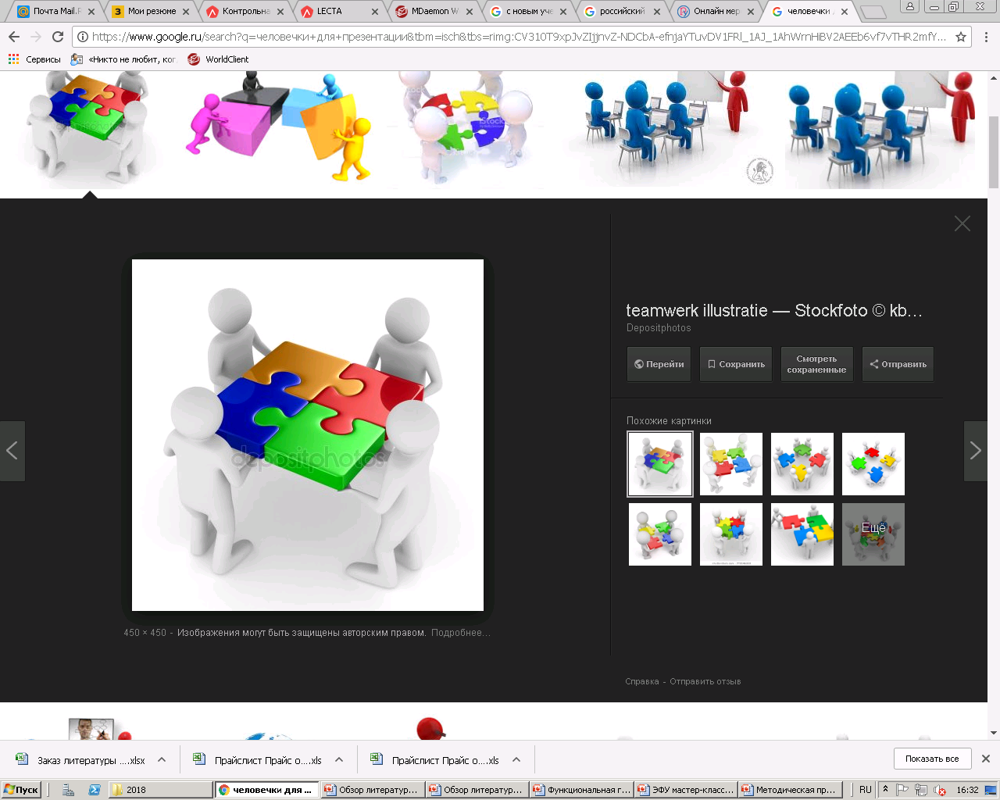 Почта Mail.R
Мои резюме
Контрольна
LECTA
MDaemon W
с новым уче
российский
Онлайн мер
человечки д
https://www.google.ru/search?q=человечки+для+презентации&tbm=isch&tbs=rimg:CV310T9xpJvZIjjnvZ-NDCbA-efnjaYTuvDV1FRl_1AJ_1AhWrnHiBV2AEEb6vf7vTHR2mfY...
Сервисы
«Никто не любит, ког
WorldClient
depositphotos
teamwerk illustratie — Stockfoto © kb...
Depositphotos
Перейти
Сохранить
Смотреть
сохраненные
Отправить
Похожие картинки
Ещё
450 × 450 - Изображения могут быть защищены авторским правом. Подробнее...
Справка - Отправить отзыв
Заказ литературы ....xlsx
Прайслист Прайс о....xls
Прайслист Прайс о....xls
Показать все
Пуск
2018
человечки для ...
Обзор литератур...
Обзор литератур...
Функциональная г...
ЭФУ мастер-класс...
Методическая пр...
RU
16:32